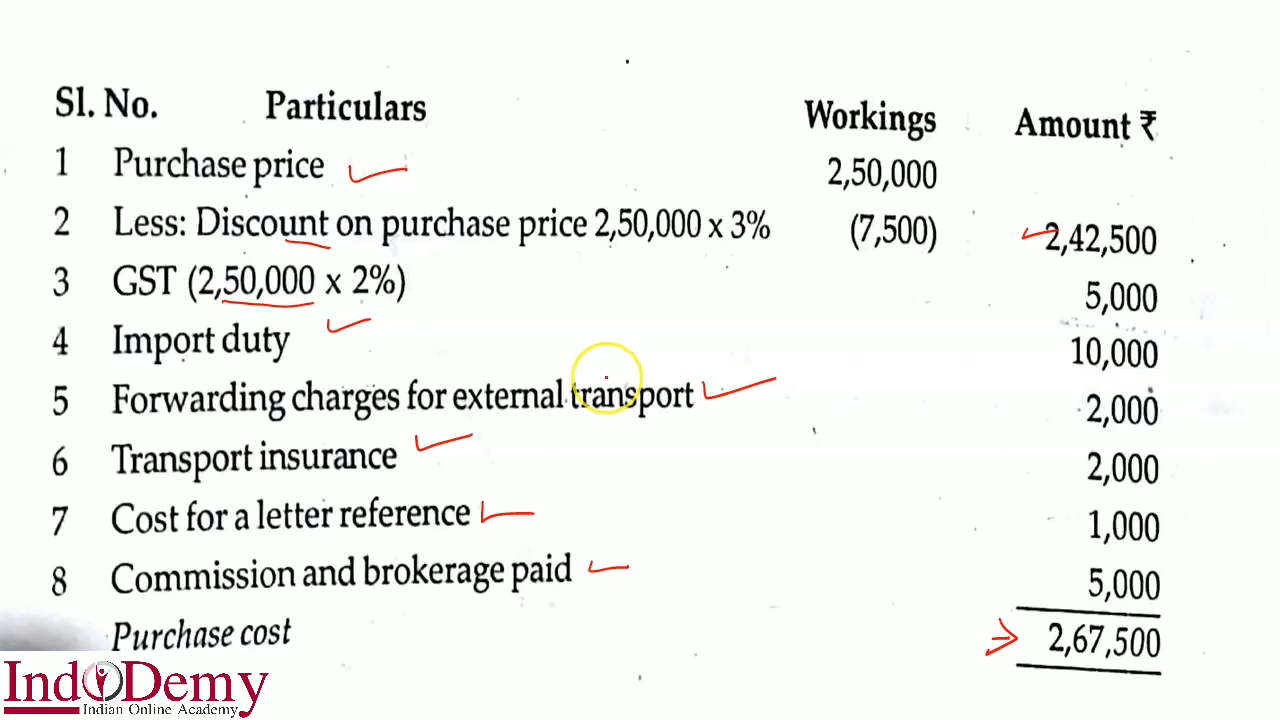 Sl. No. Particulars Workings Amount ₹
1 Purchase price 2,50,000
2 Less: Discount on purchase price 2,50,000 x 3% (7,500) 2,42,500
3 GST (2,50,000 x 2%) 5,000
4 Import duty 10,000
5 Forwarding charges for external transport 2,000
6 Transport insurance 2,000
7 Cost for a letter reference 1,000
8 Commission and brokerage paid 5,000
Purchase cost 2,67,500
IndoDemy
Indian Online Academy